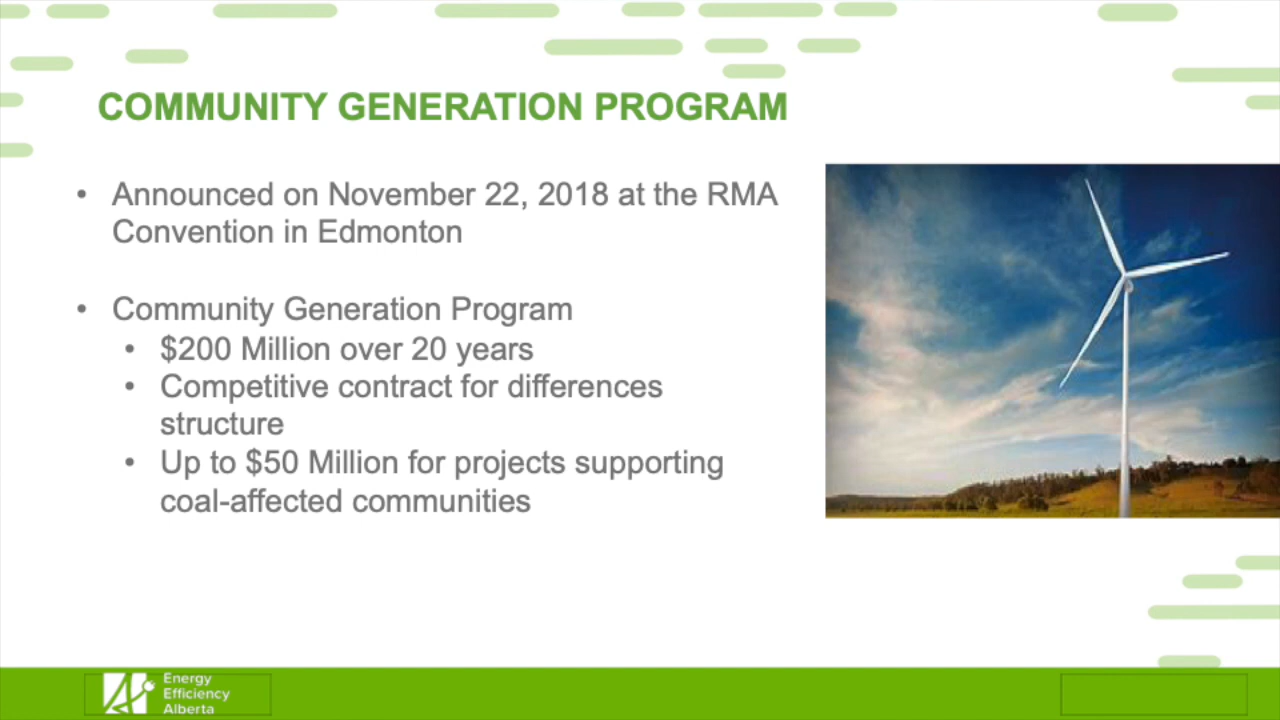 COMMUNITY GENERATION PROGRAM
• Announced on November 22, 2018 at the RMA
Convention in Edmonton
• Community Generation Program
• $200 Million over 20 years
• Competitive contract for differences
structure
• Up to $50 Million for projects supporting
coal-affected communities
Energy
Efficiency
Alberta